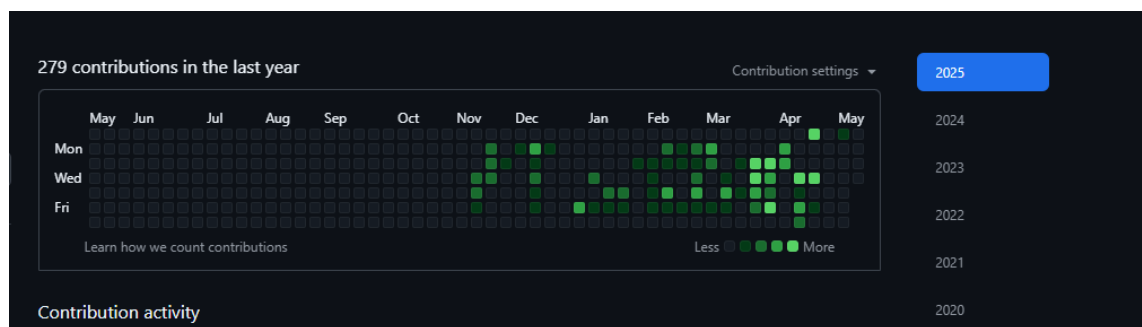 279 contributions in the last year
Contribution settings
May Jun Jul Aug Sep Oct Nov Dec Jan Feb Mar Apr May
Mon
Wed
Fri
Learn how we count contributions
Less More
Contribution activity
2025
2024
2023
2022
2021
2020